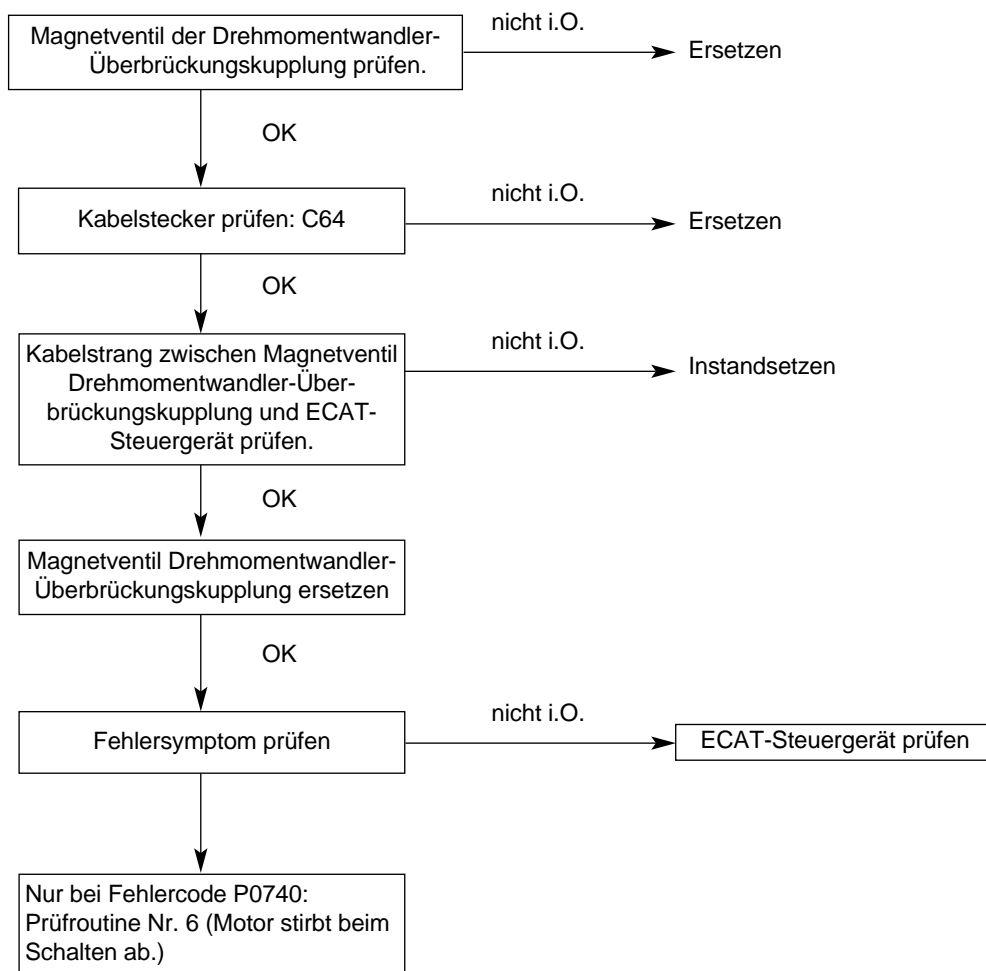 nicht i.O.
Magnetventil der Drehmomentwandler-
Überbrückungskupplung prüfen.
Ersetzen
OK
nicht i.O.
Kabelstecker prüfen: C64
Ersetzen
OK
nicht i.O.
Kabelstrang zwischen Magnetventil
Drehmomentwandler-Über-
brückungskupplung und ECAT-
Steuergerät prüfen.
Instandsetzen
OK
Magnetventil Drehmomentwandler-
Überbrückungskupplung ersetzen
OK
nicht i.O.
Fehlersymptom prüfen
ECAT-Steuergerät prüfen
Nur bei Fehlercode P0740:
Prüfroutine Nr. 6 (Motor stirbt beim
Schalten ab.)